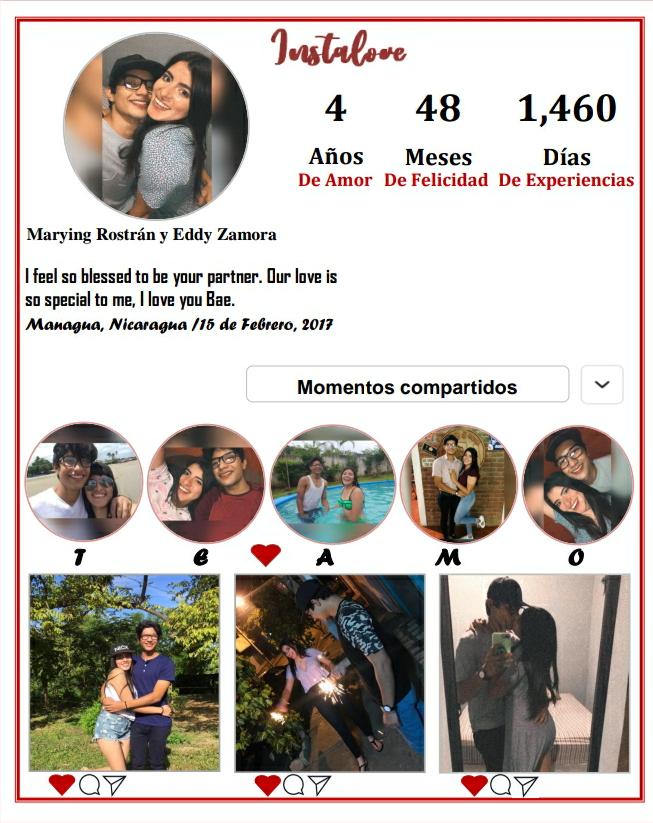 Instalove
4 48 1,460
Años Meses Días
De Amor De Felicidad De Experiencias
Marying Rostrán y Eddy Zamora
I feel so blessed to be your partner. Our love is
so special to me, I love you Bae.
Managua, Nicaragua /15 de Febrero, 2017
Momentos compartidos
T E A M O